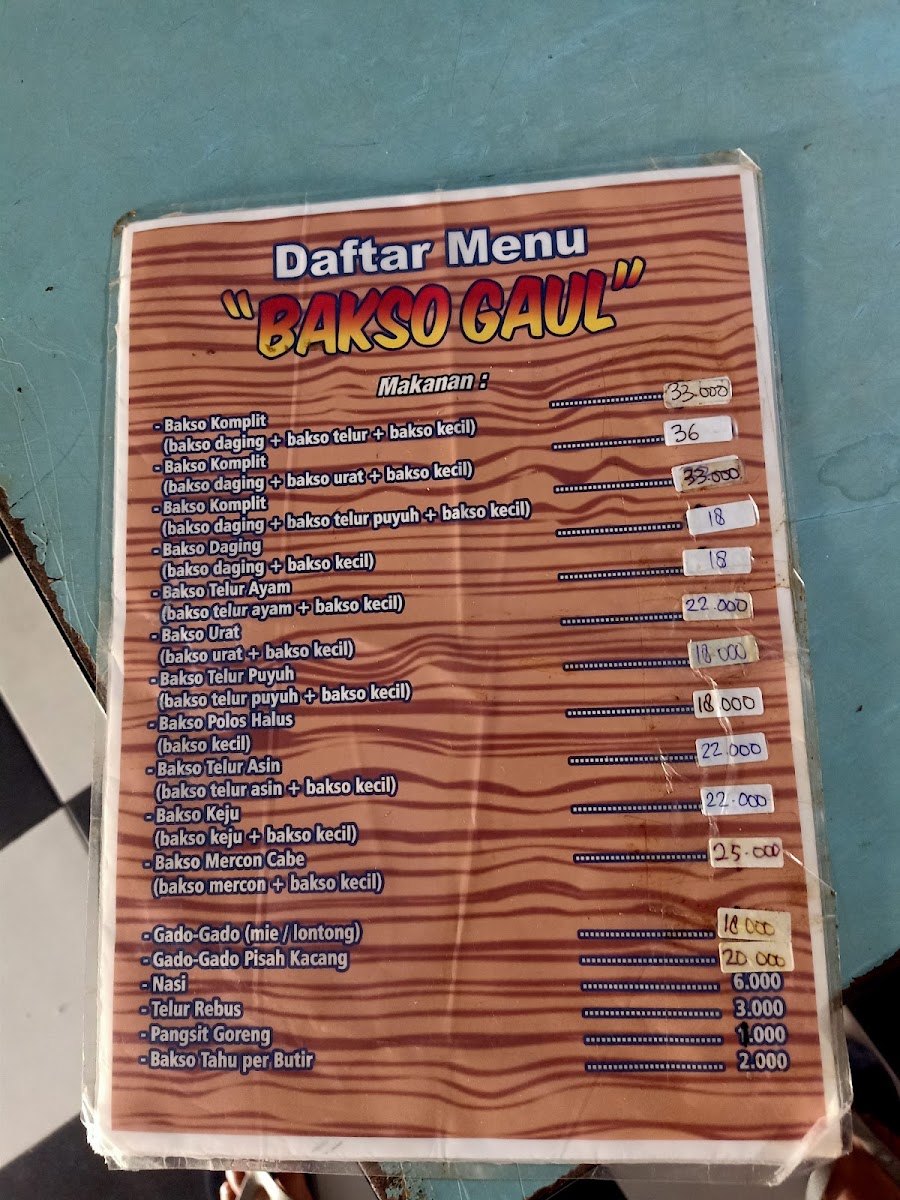 Daftar Menu
"BAKSO GAUL"
Makanan :
- Bakso Komplit ........ 33.000
(bakso daging + bakso telur + bakso kecil)
- Bakso Komplit ........ 36
(bakso daging + bakso urat + bakso kecil)
- Bakso Komplit ........ 33.000
(bakso daging + bakso telur puyuh + bakso kecil)
- Bakso Daging ........ 18
(bakso daging + bakso kecil)
- Bakso Telur Ayam ........ 18
(bakso telur ayam + bakso kecil)
- Bakso Urat ........ 22.000
(bakso urat + bakso kecil)
- Bakso Telur Puyuh ........ 18.000
(bakso telur puyuh + bakso kecil)
- Bakso Polos Halus ........ 18.000
(bakso kecil)
- Bakso Telur Asin ........ 22.000
(bakso telur asin + bakso kecil)
- Bakso Keju ........ 22.000
(bakso keju + bakso kecil)
- Bakso Mercon Cabe ........ 25.000
(bakso mercon + bakso kecil)
- Gado-Gado (mie / lontong) ........ 18.000
- Gado-Gado Pisah Kacang ........ 20.000
- Nasi ........ 6.000
- Telur Rebus ........ 3.000
- Pangsit Goreng ........ 1.000
- Bakso Tahu per Butir ........ 2.000